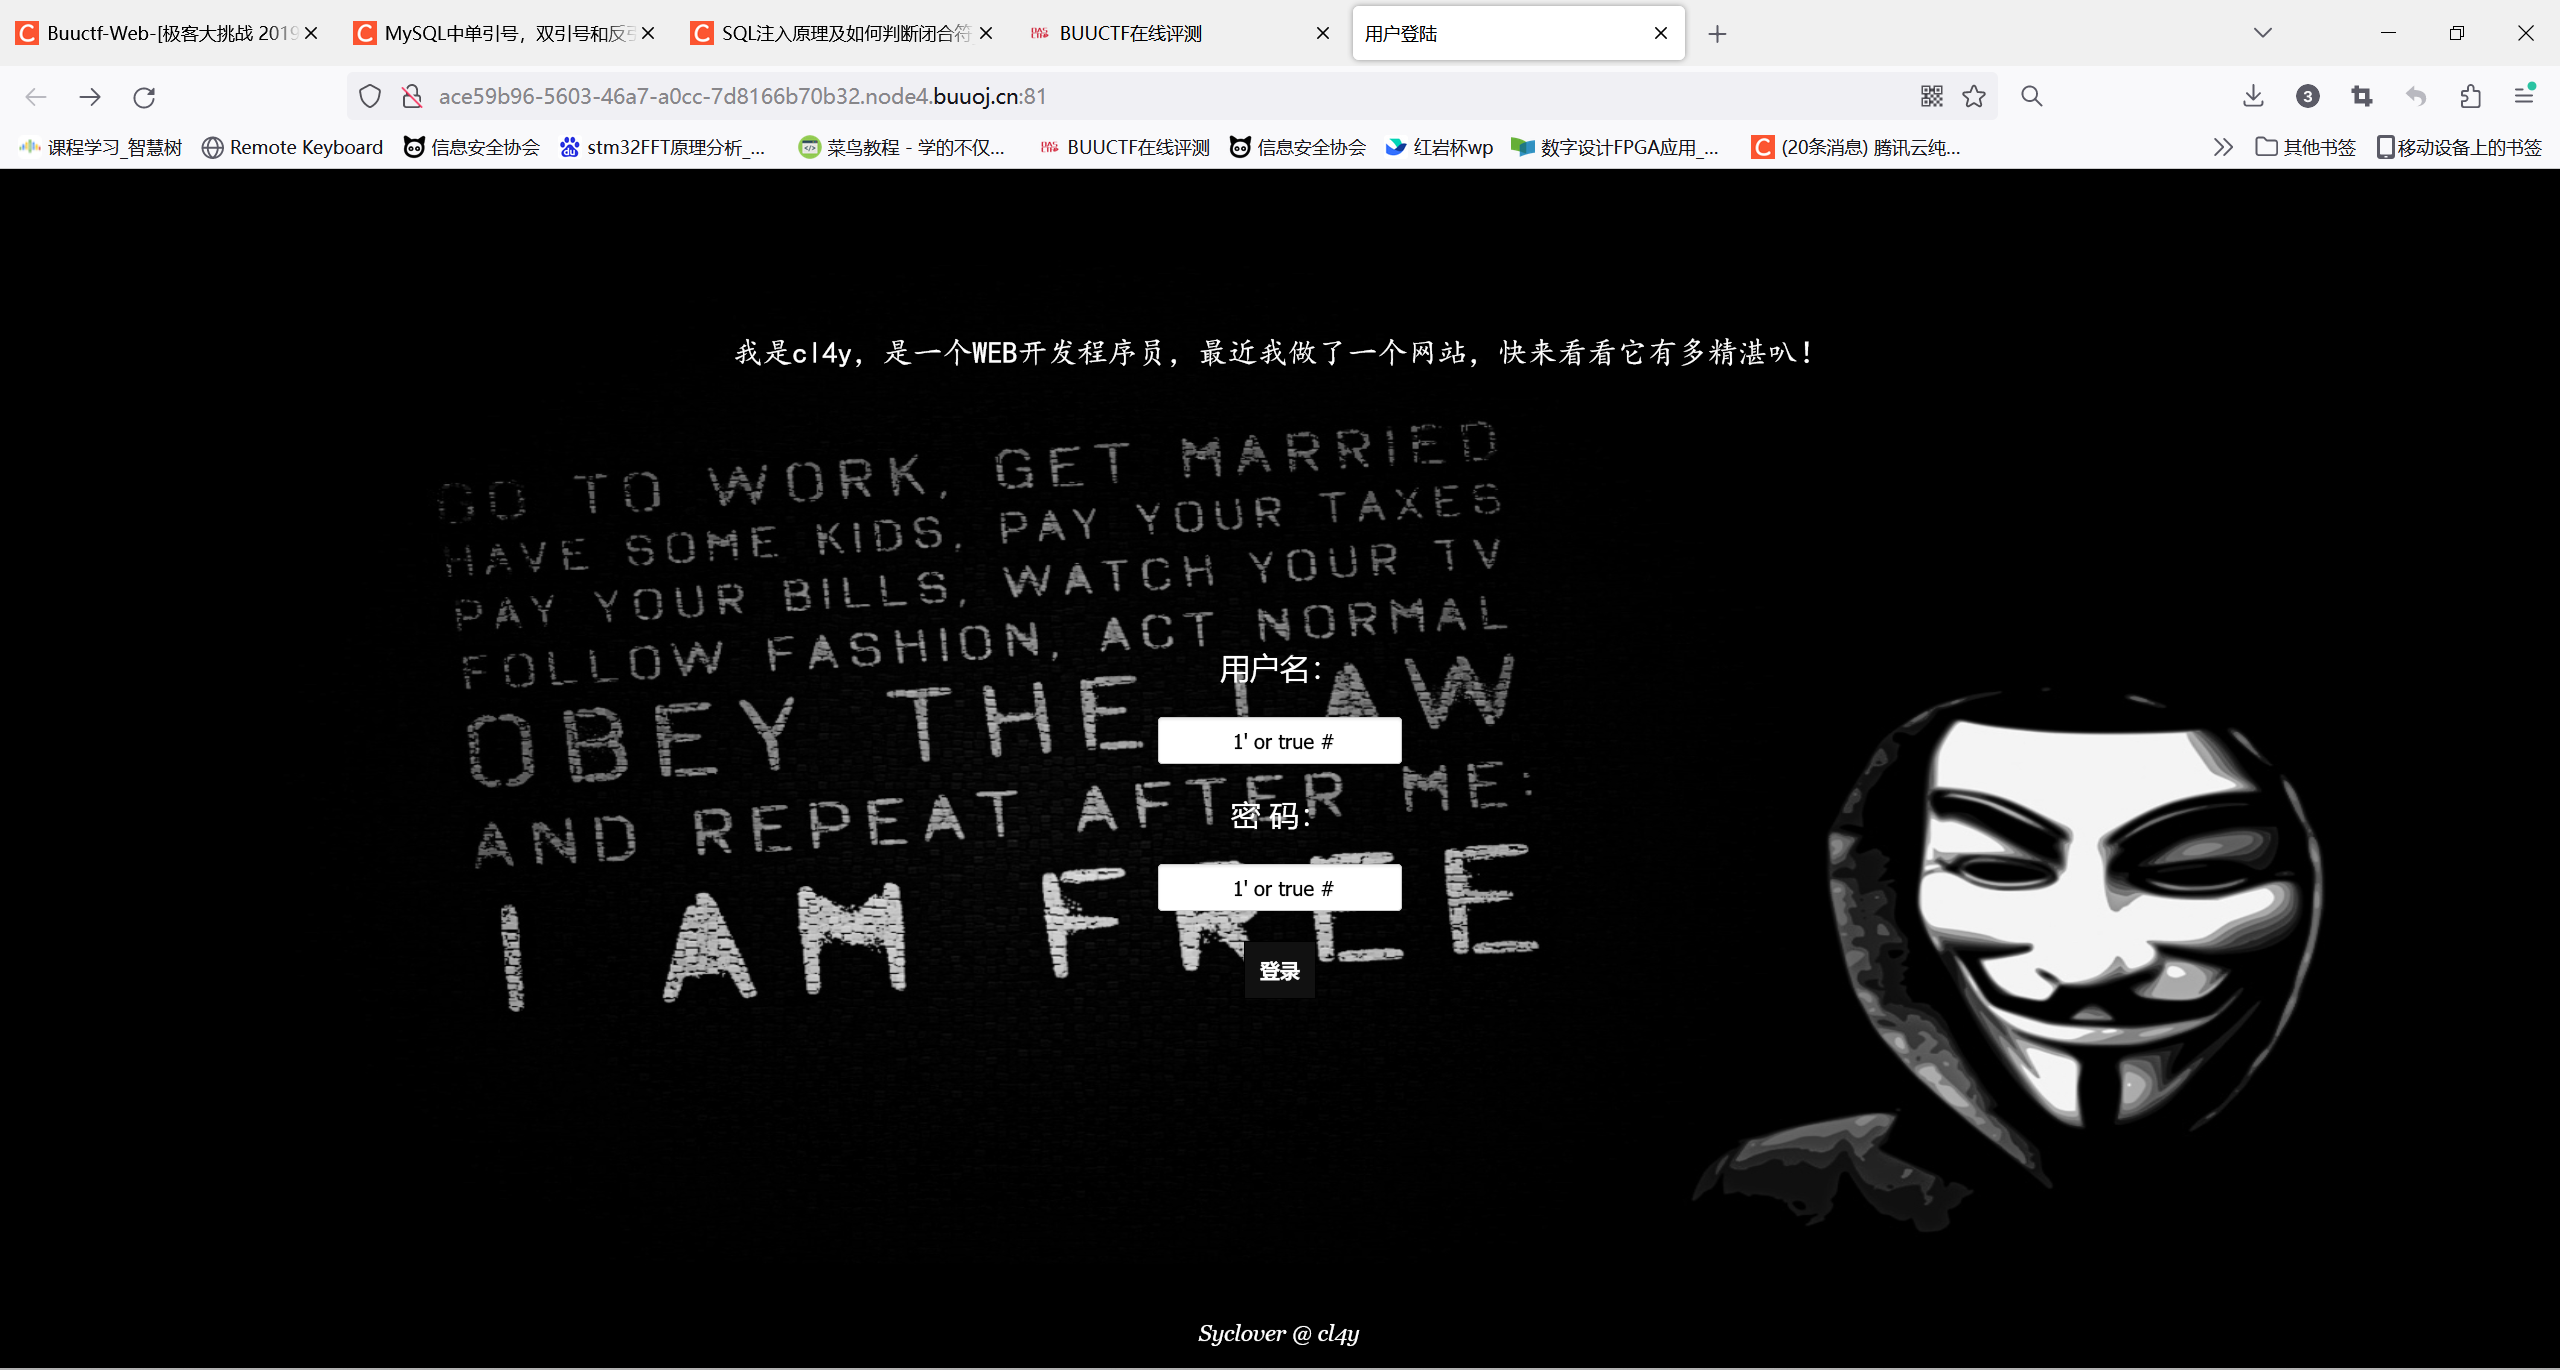 Buuctf-Web-[极客大挑战 2019
MySQL中单引号，双引号和反引
SQL注入原理及如何判断闭合符
BUUCTF在线评测
用户登陆
ace59b96-5603-46a7-a0cc-7d8166b70b32.node4.buuoj.cn:81
3
课程学习_智慧树
Remote Keyboard
信息安全协会
stm32FFT原理分析_...
菜鸟教程 - 学的不仅...
BUUCTF在线评测
信息安全协会
红岩杯wp
数字设计FPGA应用_...
(20条消息) 腾讯云纯...
其他书签
移动设备上的书签
我是cl4y，是一个WEB开发程序员，最近我做了一个网站，快来看看它有多精湛叭！
GO TO WORK, GET MARRIED
HAVE SOME KIDS, PAY YOUR TAXES
PAY YOUR BILLS, WATCH YOUR TV
FOLLOW FASHION, ACT NORMAL
OBEY THE LAW
AND REPEAT AFTER ME:
I AM FREE
用户名：
1' or true #
密 码：
1' or true #
登录
Syclover @ cl4y